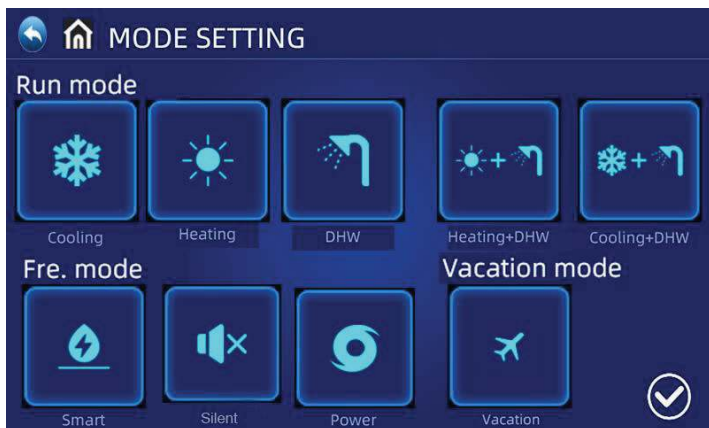 MODE SETTING
Run mode
Cooling
Heating
DHW
Heating+DHW
Cooling+DHW
Fre. mode
Vacation mode
Smart
Silent
Power
Vacation